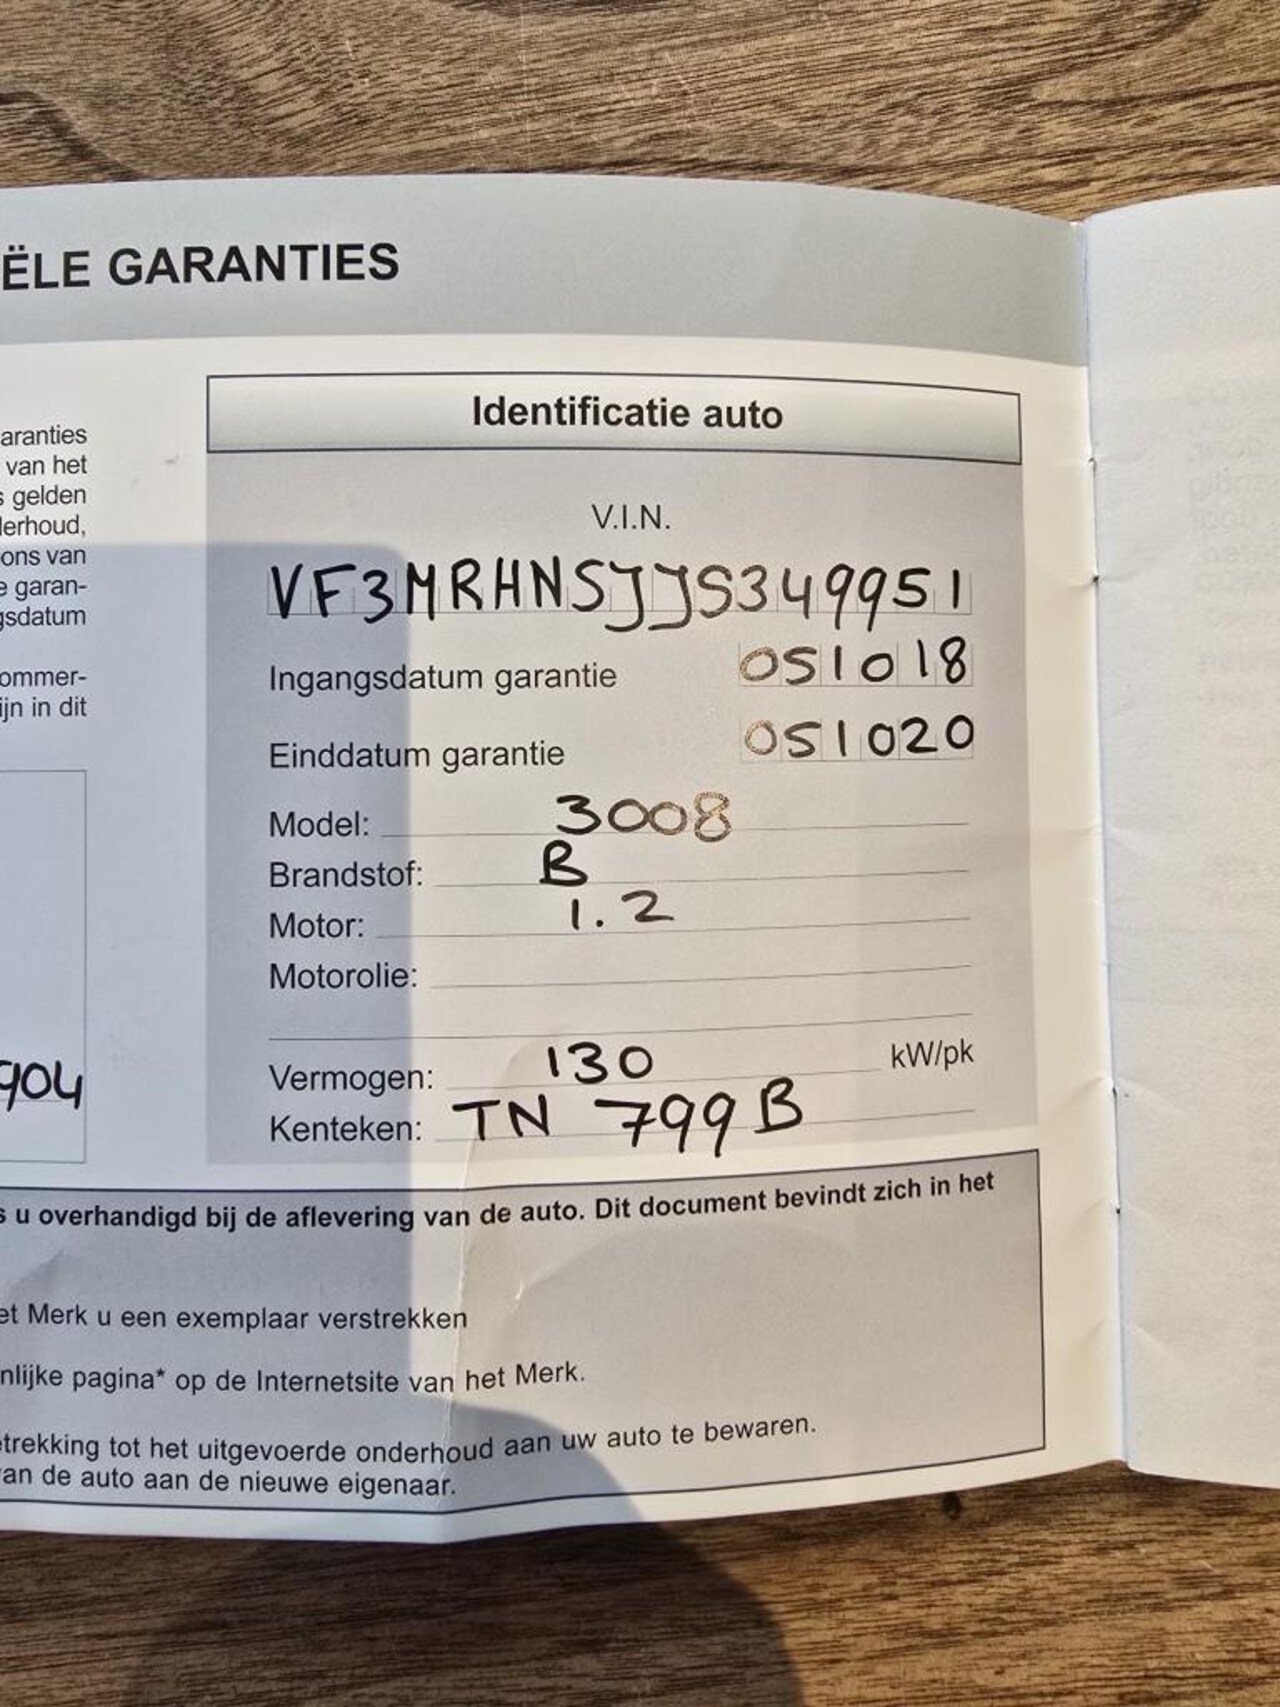 ËLE GARANTIES
aranties
van het
s gelden
derhoud,
ons van
e garan-
gsdatum
ommer-
ijn in dit
904
Identificatie auto
V.I.N.
VF3MRHNSJJS349951
Ingangsdatum garantie 051018
Einddatum garantie 051020
Model: 3008
Brandstof: B
Motor: 1.2
Motorolie:
Vermogen: 130 kW/pk
Kenteken: TN 799 B
s u overhandigd bij de aflevering van de auto. Dit document bevindt zich in het
et Merk u een exemplaar verstrekken
nlijke pagina* op de Internetsite van het Merk.
trekking tot het uitgevoerde onderhoud aan uw auto te bewaren.
an de auto aan de nieuwe eigenaar.